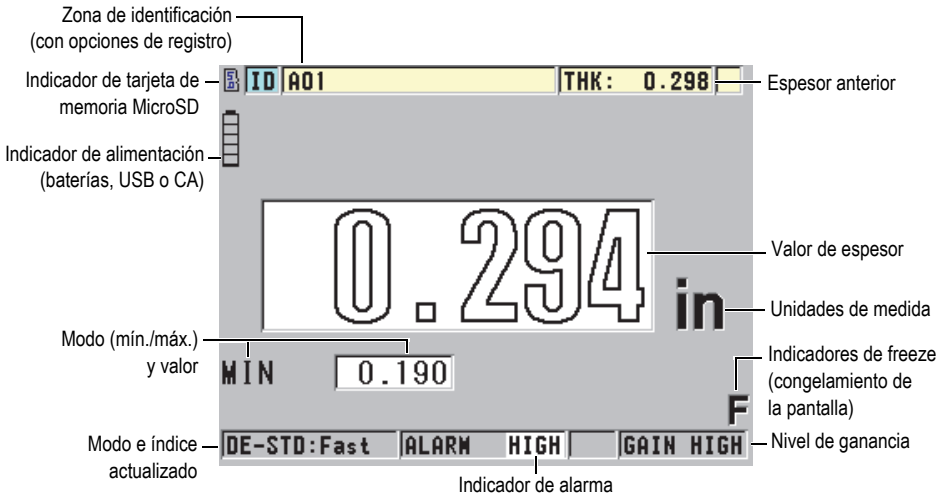 Zona de identificación
(con opciones de registro)
Indicador de tarjeta de
memoria MicroSD
ID A01 THK: 0.298
Espesor anterior
Indicador de alimentación
(baterías, USB o CA)
0.294
Valor de espesor
in
Unidades de medida
Modo (mín./máx.)
y valor
MIN 0.190
Indicadores de freeze
(congelamiento de
la pantalla)
F
Modo e índice
actualizado
DE-STD:Fast ALARM HIGH GAIN HIGH
Nivel de ganancia
Indicador de alarma